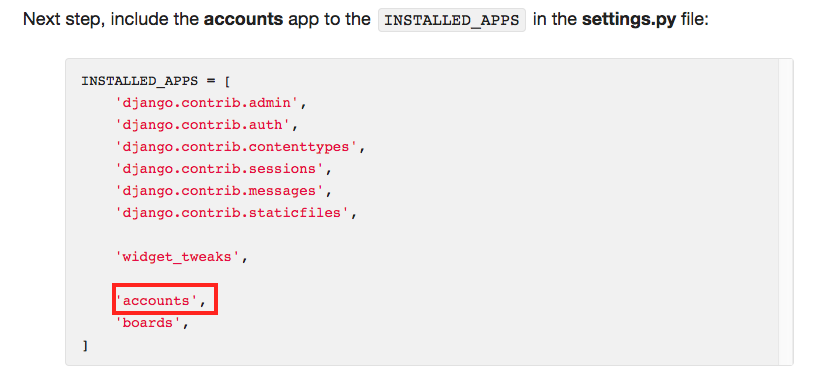 Next step, include the accounts app to the INSTALLED_APPS in the settings.py file:
INSTALLED_APPS = [
    'django.contrib.admin',
    'django.contrib.auth',
    'django.contrib.contenttypes',
    'django.contrib.sessions',
    'django.contrib.messages',
    'django.contrib.staticfiles',
    'widget_tweaks',
    'accounts',
    'boards',
]